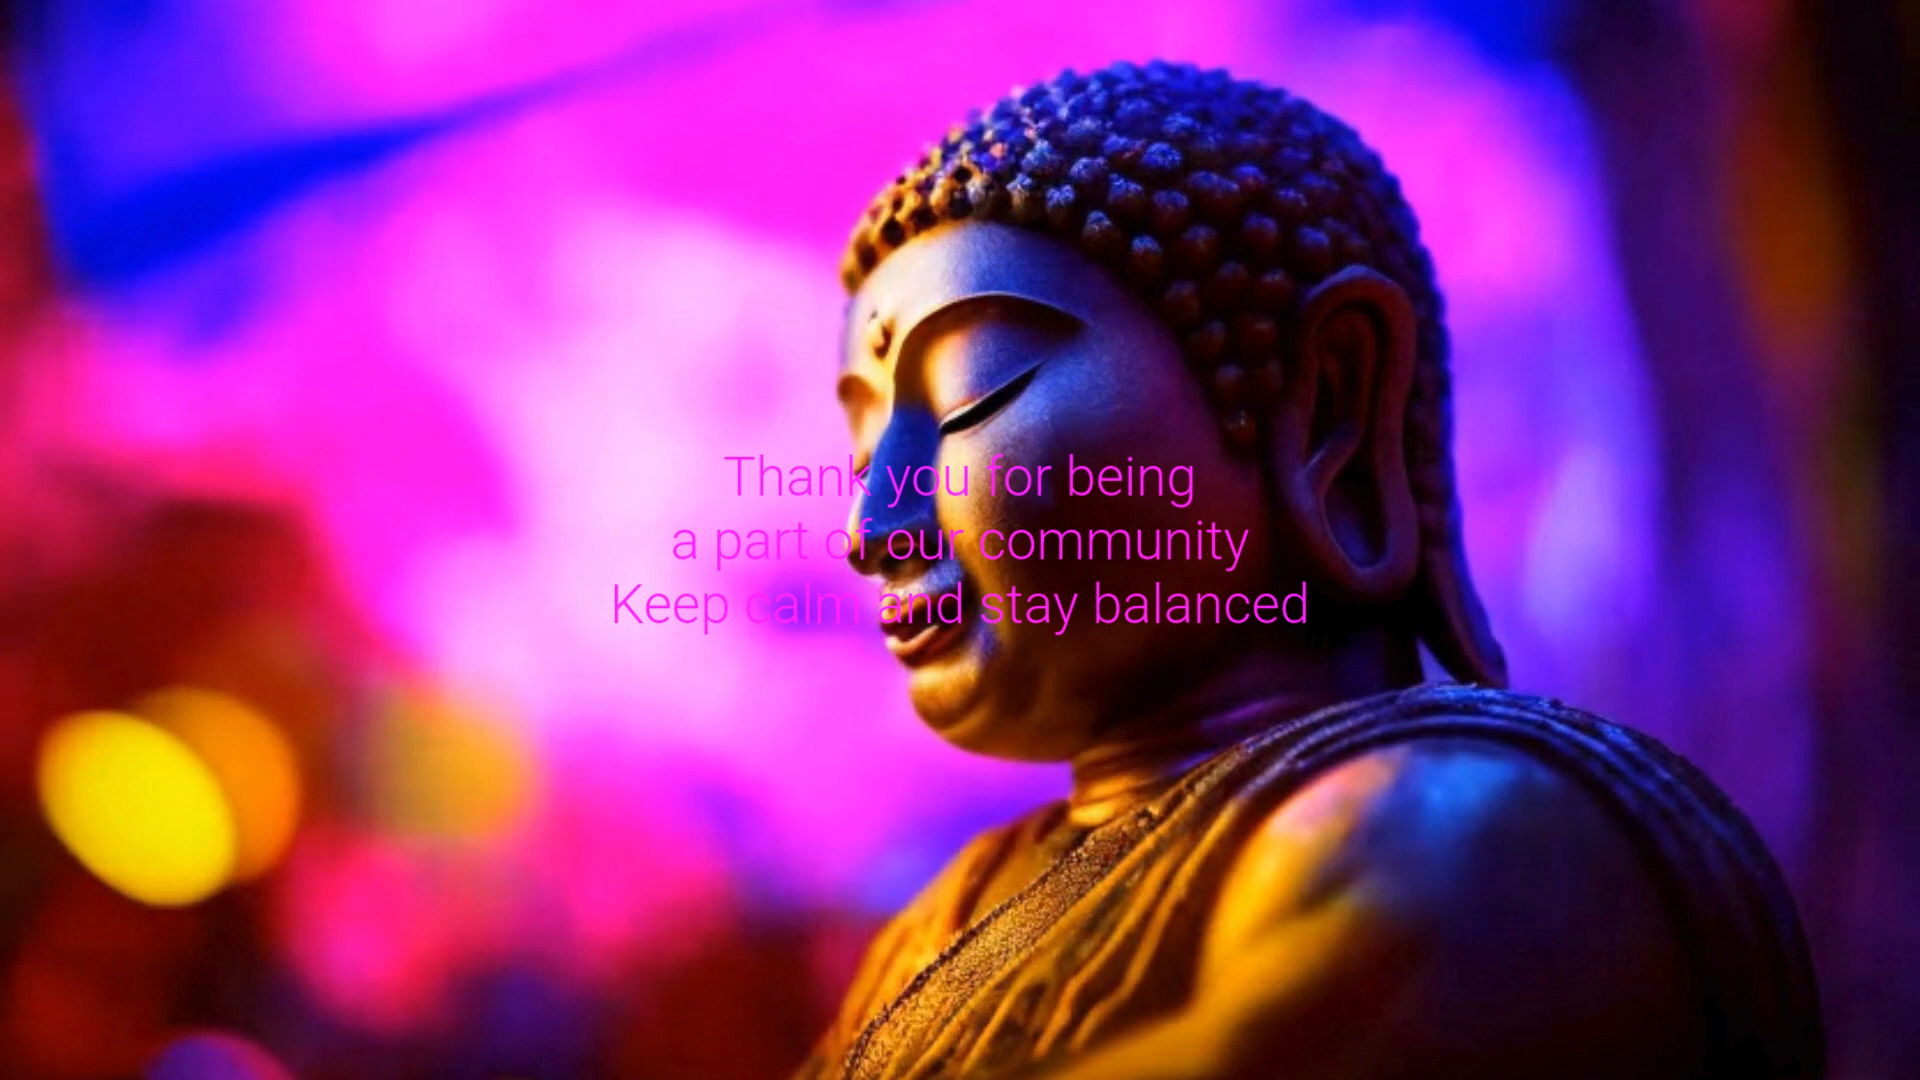 Thank you for being
a part of our community
Keep calm and stay balanced